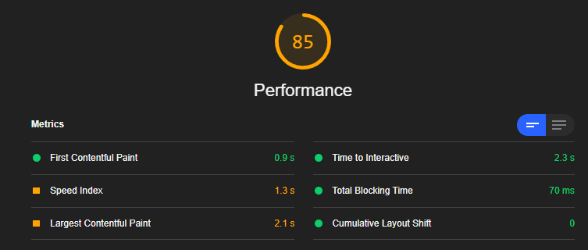 85
Performance
Metrics
First Contentful Paint 0.9 s
Time to Interactive 2.3 s
Speed Index 1.3 s
Total Blocking Time 70 ms
Largest Contentful Paint 2.1 s
Cumulative Layout Shift 0